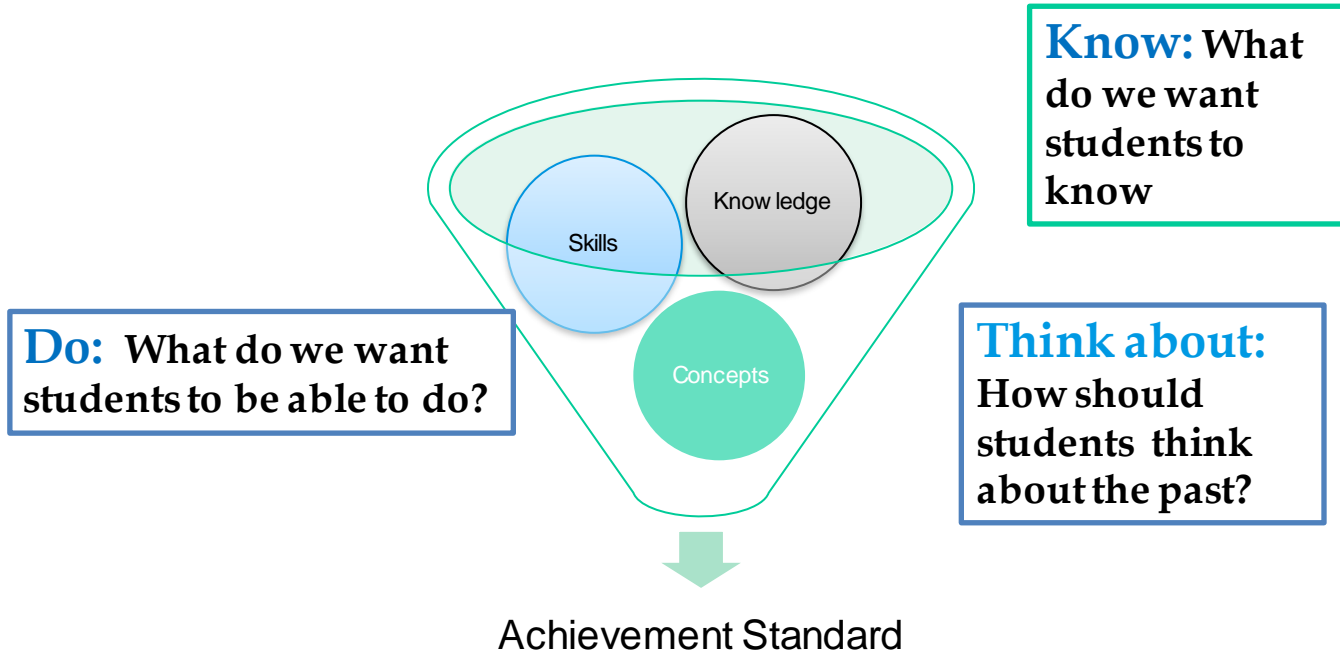 Know: What
do we want
students to
know
Know ledge
Skills
Do: What do we want
students to be able to do?
Think about:
How should
students think
about the past?
Concepts
Achievement Standard